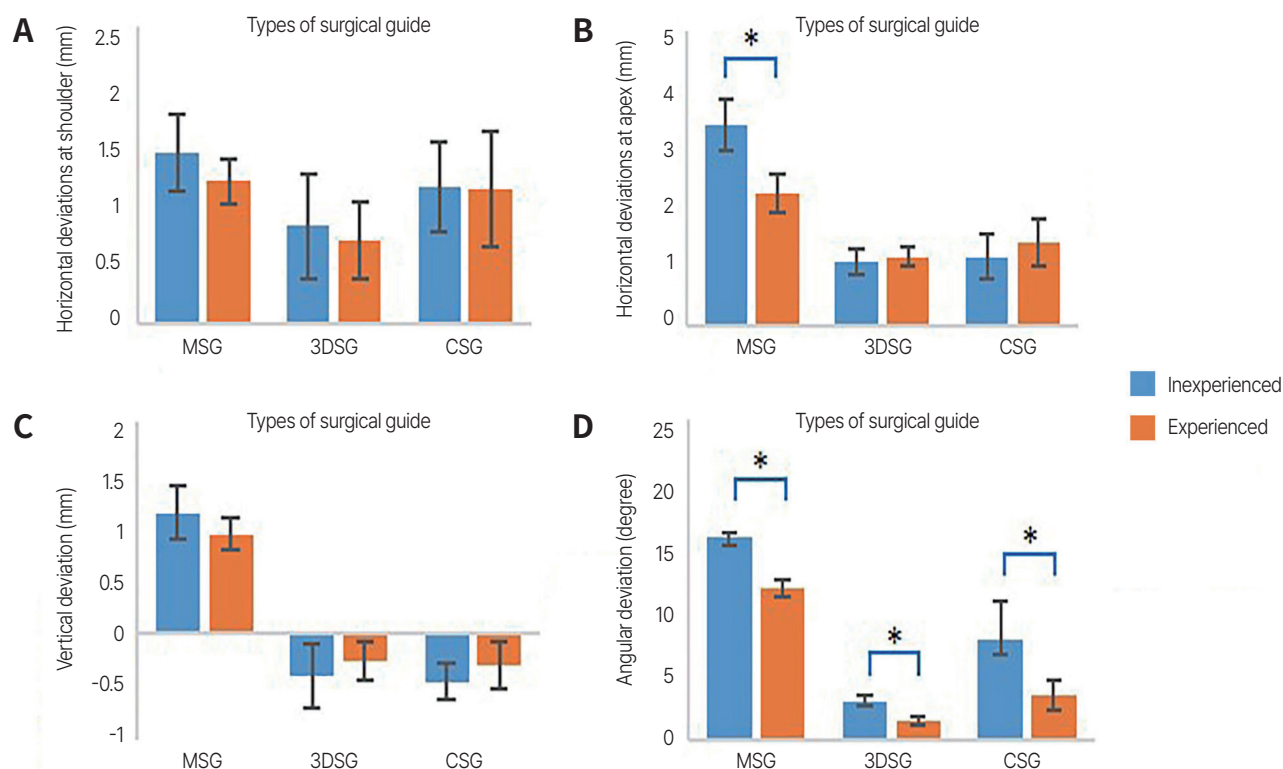 A
Types of surgical guide
Horizontal deviations at shoulder (mm)
2.5
2
1.5
1
0.5
0
MSG
3DSG
CSG
B
Types of surgical guide
Horizontal deviations at apex (mm)
5
4
3
2
1
0
*
MSG
3DSG
CSG
Inexperienced
Experienced
C
Types of surgical guide
Vertical deviation (mm)
2
1.5
1
0.5
0
-0.5
-1
MSG
3DSG
CSG
D
Types of surgical guide
Angular deviation (degree)
25
20
15
10
5
0
*
*
*
MSG
3DSG
CSG